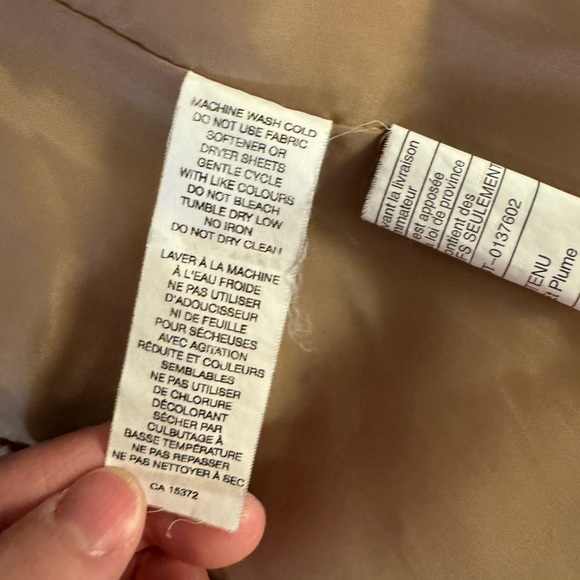 MACHINE WASH COLD
DO NOT USE FABRIC
SOFTENER OR
DRYER SHEETS
GENTLE CYCLE
WITH LIKE COLOURS
DO NOT BLEACH
TUMBLE DRY LOW
NO IRON
DO NOT DRY CLEAN
LAVER À LA MACHINE
À L'EAU FROIDE
NE PAS UTILISER
D'ADOUCISSEUR
NI DE FEUILLE
POUR SÉCHEUSES
AVEC AGITATION
RÉDUITE ET COULEURS
SEMBLABLES
NE PAS UTILISER
DE CHLORURE
DÉCOLORANT
SÉCHER PAR
CULBUTAGE À
BASSE TEMPÉRATURE
NE PAS REPASSER
NE PAS NETTOYER À SEC
CA 15372
la livraison
est apposée
loi de province
des
SEULEMENT
T-0137602
Plume